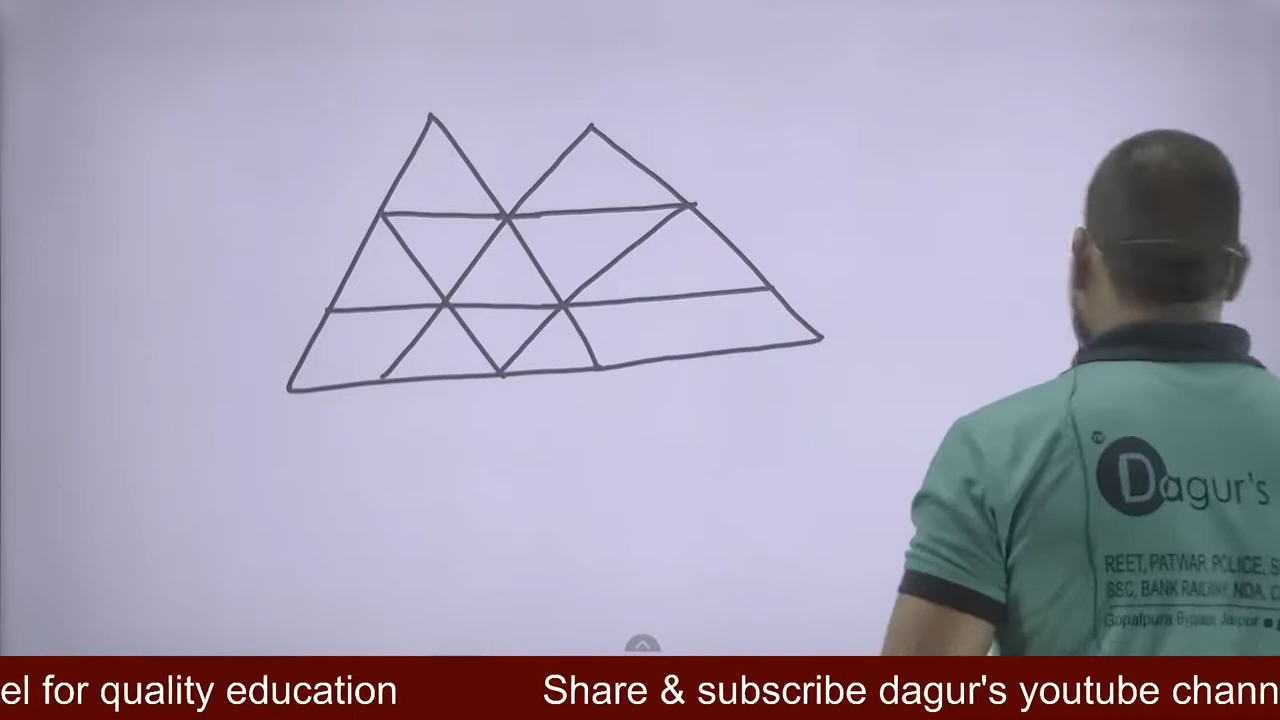 TM
Dagur's
REET, PATWAR POLICE, S
SSC, BANK RAILWAY, NDA, C
Gopalpura Bypass Jaipur
el for quality education Share & subscribe dagur's youtube chann